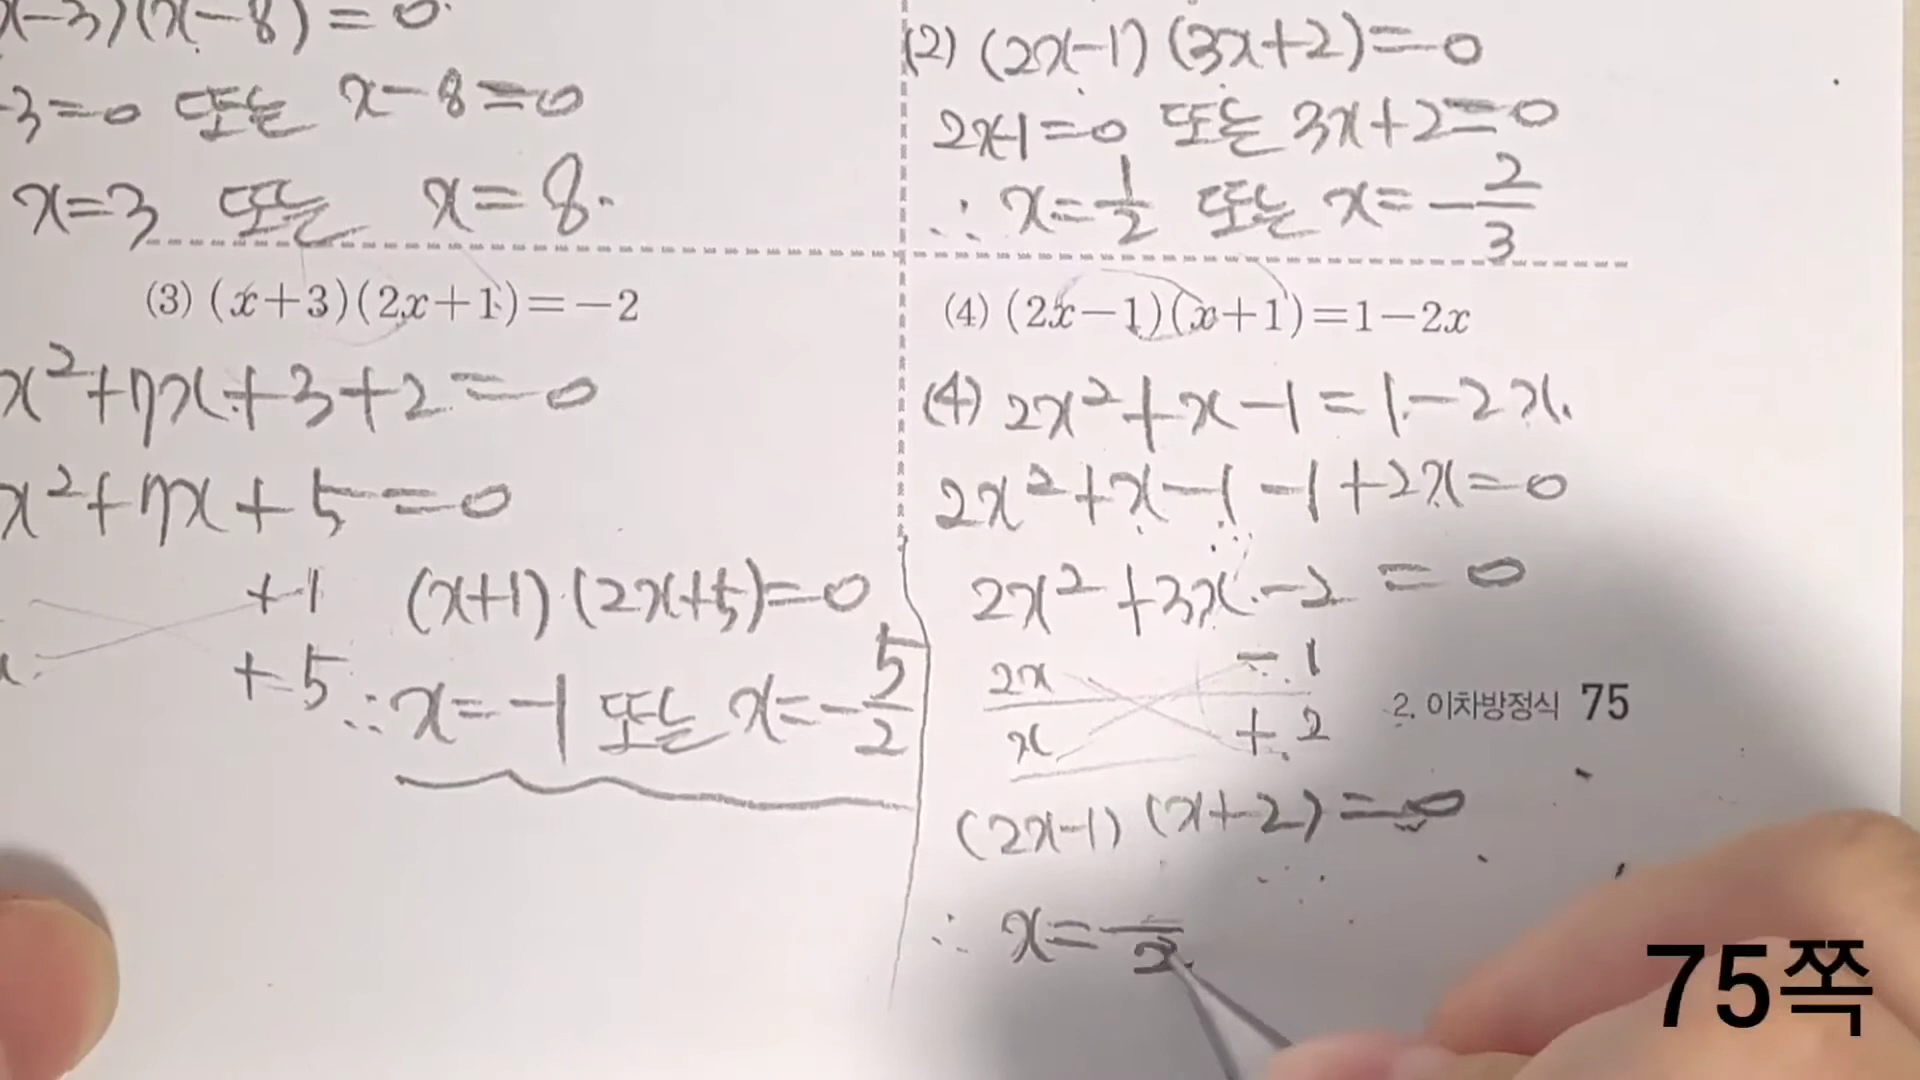 x-3)(x-8)=0.
-3=0 또는 x-8=0
x=3 또는 x=8.
(2) (2x-1)(3x+2)=0
2x-1=0 또는 3x+2=0
∴ x=1/2 또는 x=-2/3
(3) (x+3)(2x+1)=-2
x²+7x+3+2=0
x²+7x+5=0
+1
+5
(x+1)(2x+5)=0
∴ x=-1 또는 x=-5/2
(4) (2x-1)(x+1)=1-2x
(4) 2x²+x-1=1-2x.
2x²+x-1-1+2x=0
2x²+3x-2=0
2x -1
x +2
(2x-1)(x+2)=0
∴ x= /2
2. 이차방정식 75
75쪽